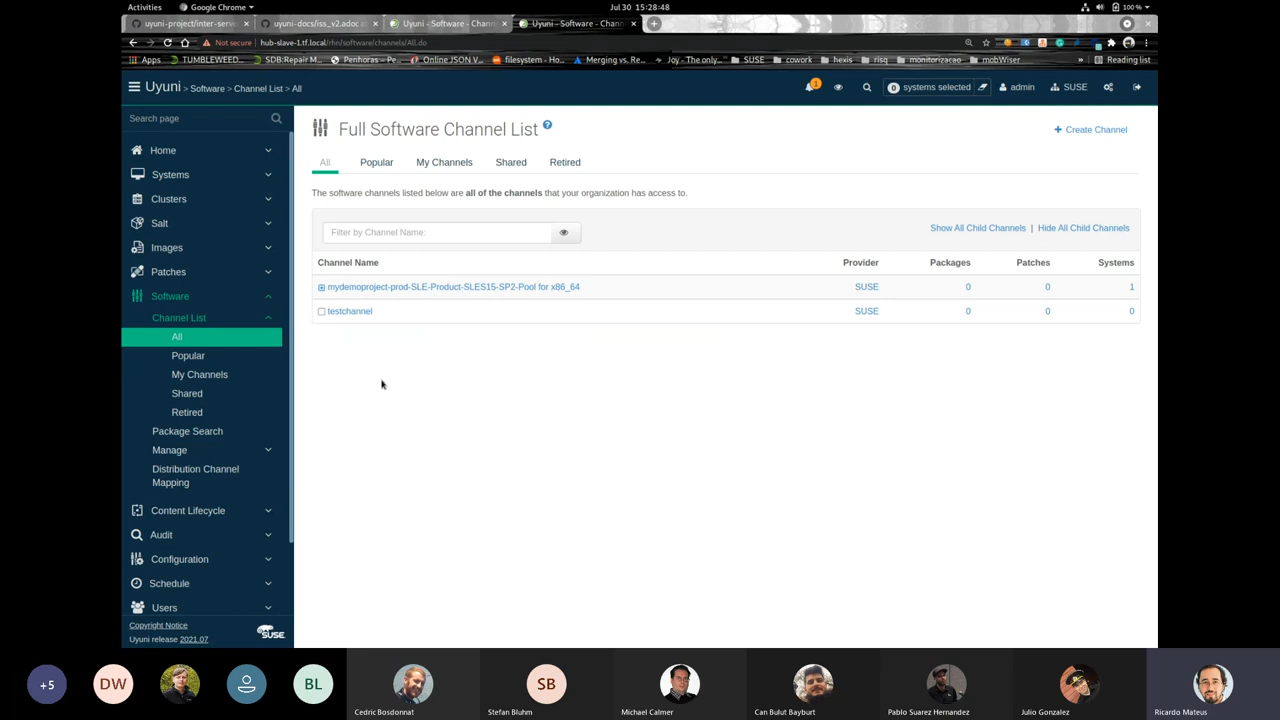 Activities Google Chrome Jul 30 15:28:48 100 %
uyuni-project/inter-serve uyuni-docs/iss_v2.adoc a Uyuni - Software - Chann Uyuni - Software - Chann
Not secure hub-slave-1.tf.local/rhn/software/channels/All.do
Apps TUMBLEWEED... SDB:Repair M... Penhoras - Pe... Online JSON V... filesystem - Ho... Merging vs. Re... Joy - The only... SUSE cowork hexis risq monitorizacao mobWiser » Reading list
Uyuni > Software > Channel List > All 1 0 systems selected admin SUSE
Search page
Home
Systems
Clusters
Salt
Images
Patches
Software
Channel List
All
Popular
My Channels
Shared
Retired
Package Search
Manage
Distribution Channel
Mapping
Content Lifecycle
Audit
Configuration
Schedule
Users
Copyright Notice
Uyuni release 2021.07
SUSE
Full Software Channel List ?
+ Create Channel
All Popular My Channels Shared Retired
The software channels listed below are all of the channels that your organization has access to.
Filter by Channel Name:
Show All Child Channels | Hide All Child Channels
Channel Name Provider Packages Patches Systems
mydemoproject-prod-SLE-Product-SLES15-SP2-Pool for x86_64 SUSE 0 0 1
testchannel SUSE 0 0 0
+5 DW BL SB
Cedric Bosdonnat Stefan Bluhm Michael Calmer Can Bulut Bayburt Pablo Suarez Hernandez Julio Gonzalez Ricardo Mateus